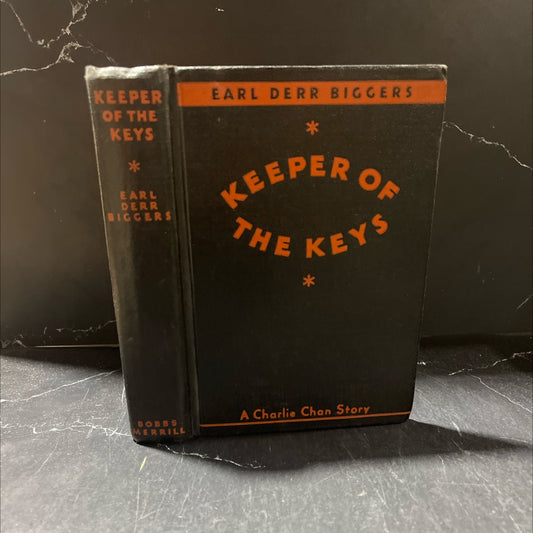 KEEPER
OF THE
KEYS
*
EARL
DERR
BIGGERS
BOBBS
MERRILL
EARL DERR BIGGERS
*
KEEPER OF
THE KEYS
*
A Charlie Chan Story